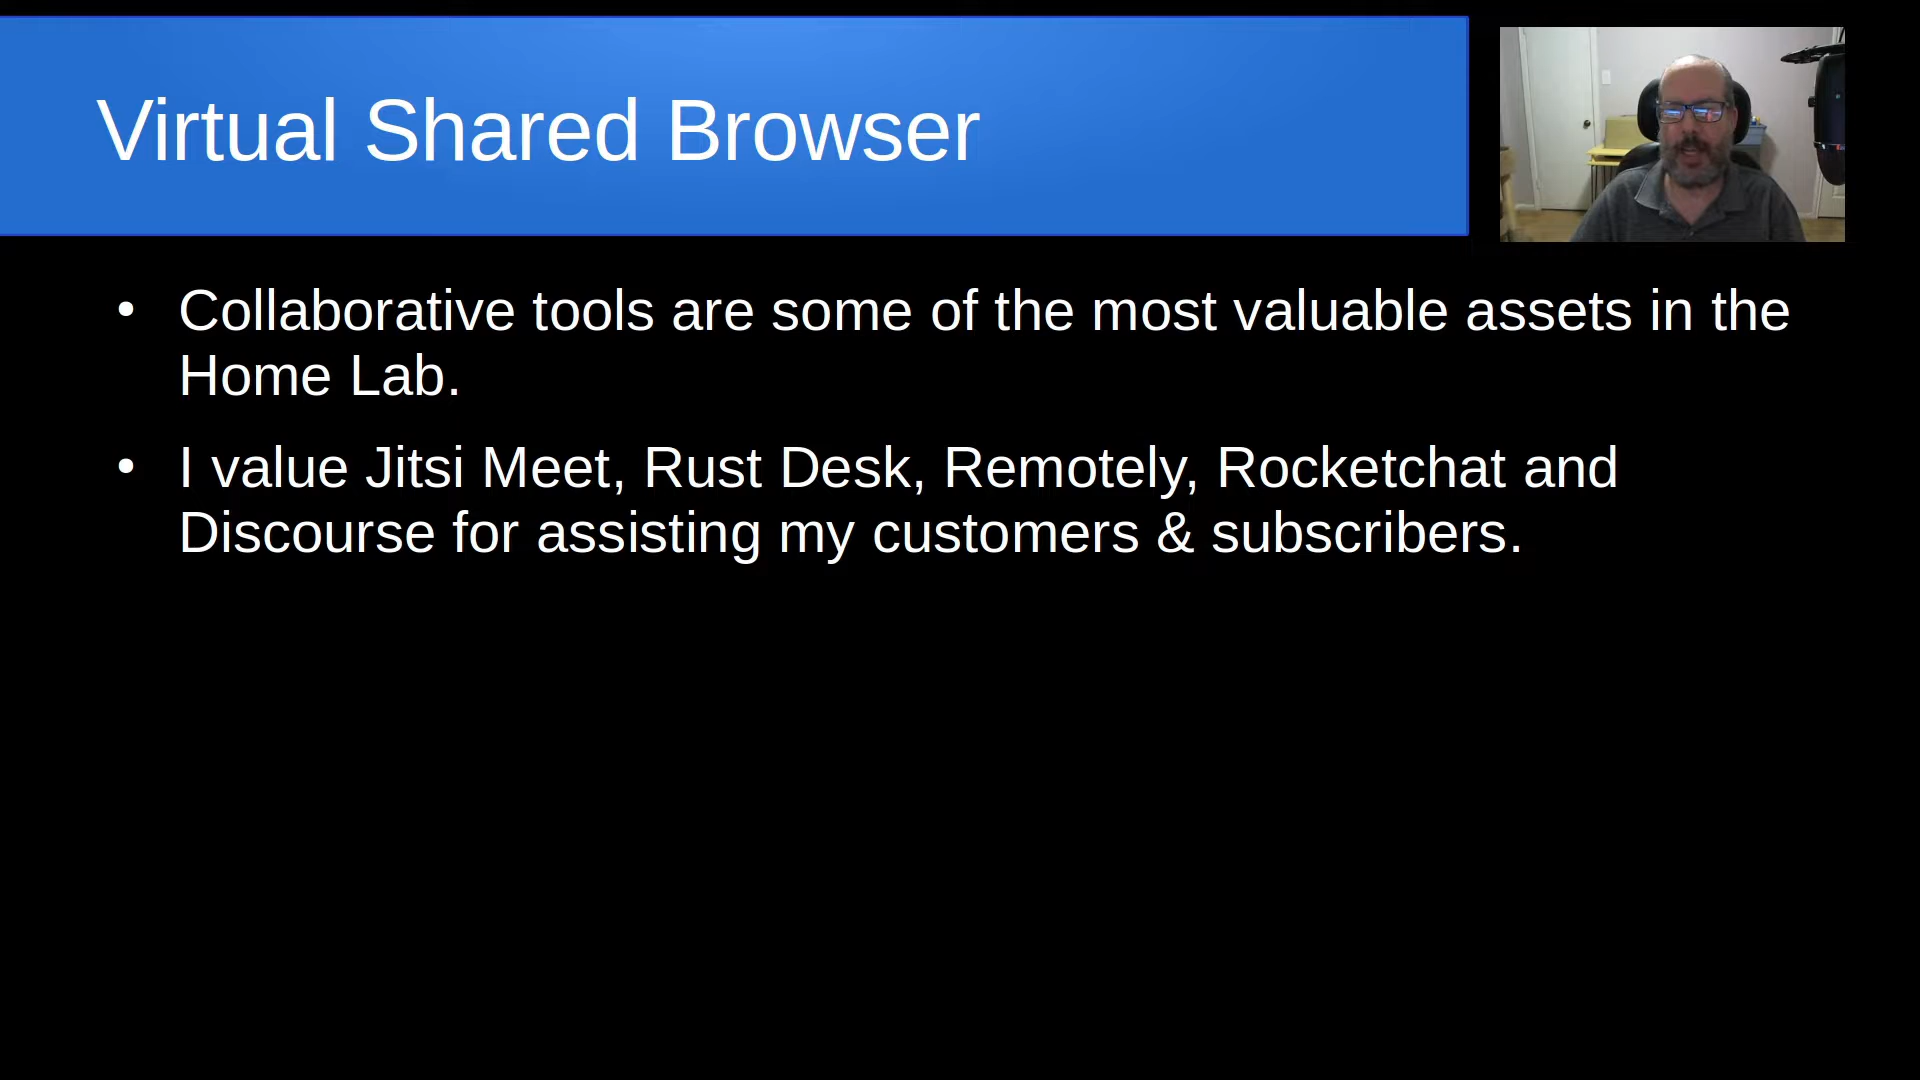 Virtual Shared Browser
• Collaborative tools are some of the most valuable assets in the
Home Lab.
• I value Jitsi Meet, Rust Desk, Remotely, Rocketchat and
Discourse for assisting my customers & subscribers.